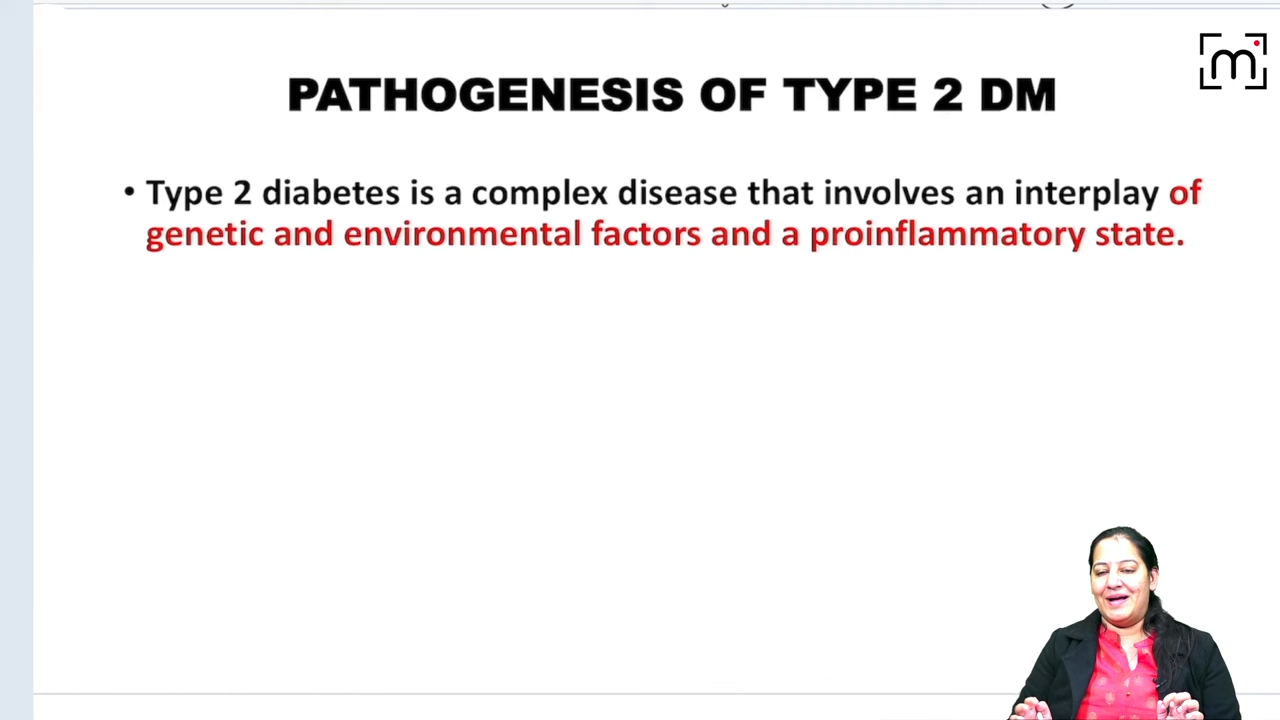 m
PATHOGENESIS OF TYPE 2 DM
• Type 2 diabetes is a complex disease that involves an interplay of
genetic and environmental factors and a proinflammatory state.